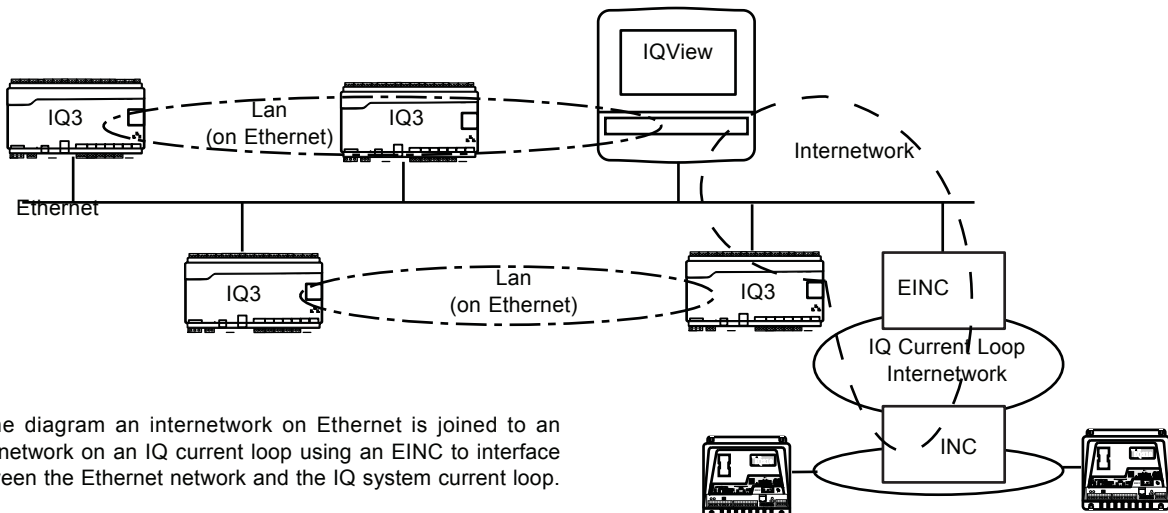 IQView
IQ3
Lan
(on Ethernet)
IQ3
Internetwork
Ethernet
IQ3
Lan
(on Ethernet)
IQ3
EINC
IQ Current Loop
Internetwork
INC
diagram an internetwork on Ethernet is joined to an
network on an IQ current loop using an EINC to interface
the Ethernet network and the IQ system current loop.